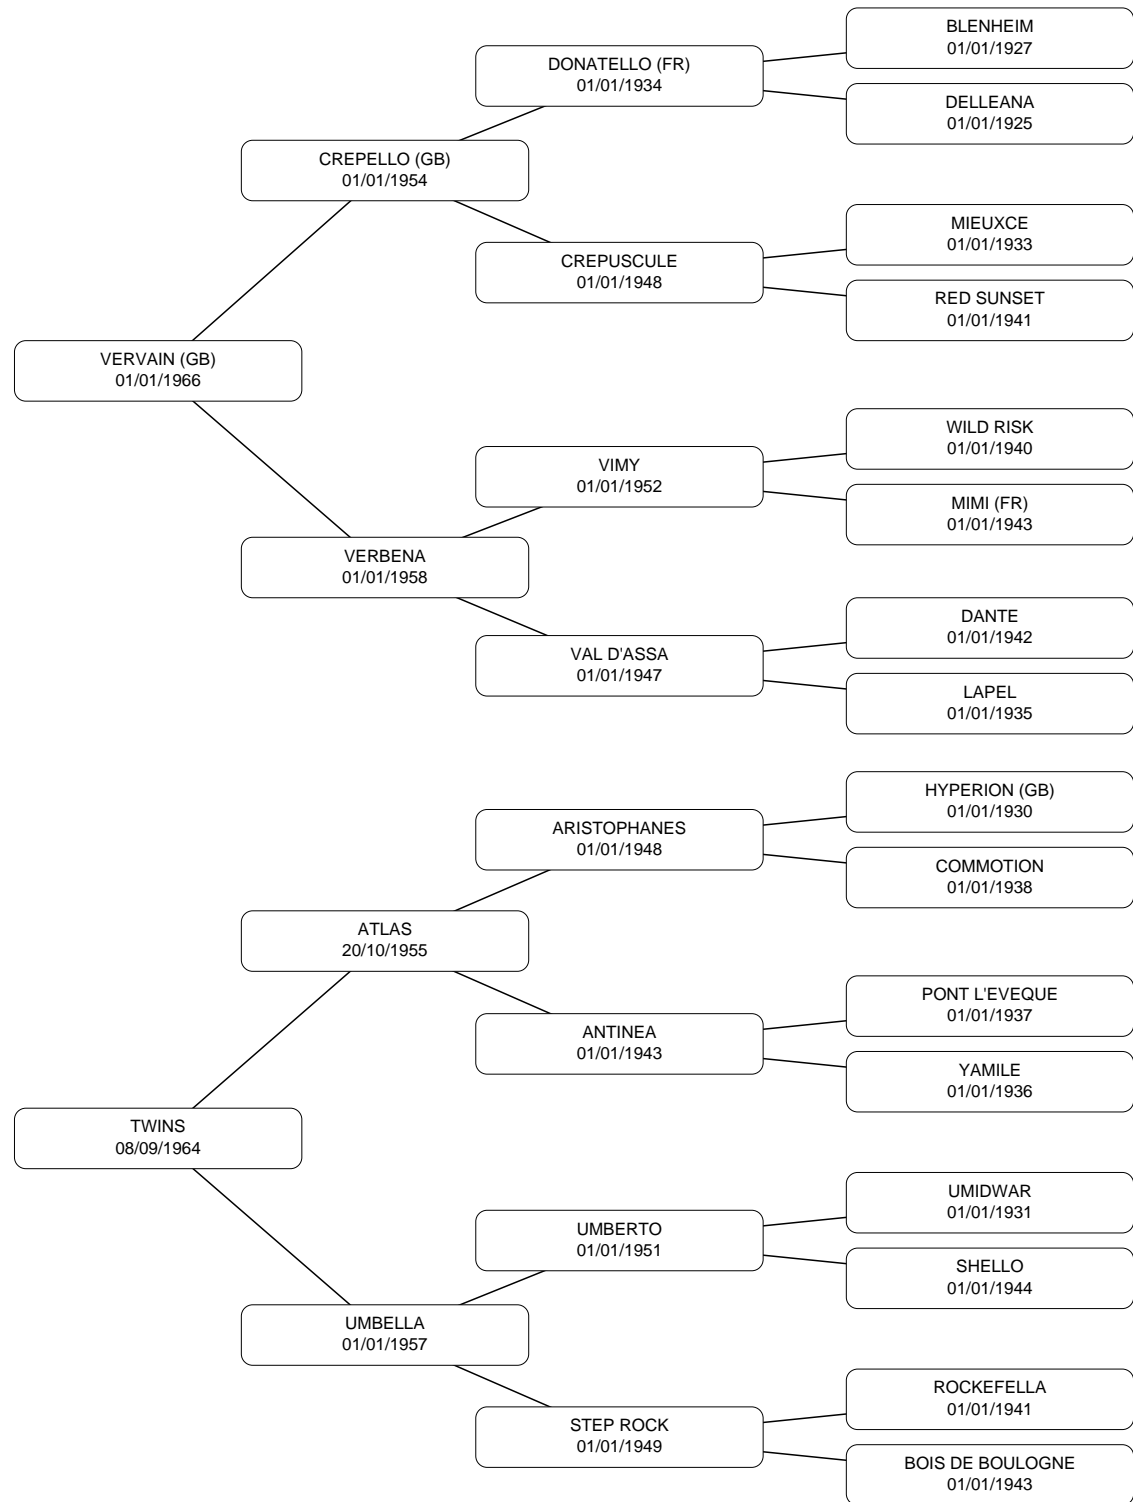 BLENHEIM
01/01/1927
DONATELLO (FR)
01/01/1934
DELLEANA
01/01/1925
CREPELLO (GB)
01/01/1954
MIEUXCE
01/01/1933
CREPUSCULE
01/01/1948
RED SUNSET
01/01/1941
VERVAIN (GB)
01/01/1966
WILD RISK
01/01/1940
VIMY
01/01/1952
MIMI (FR)
01/01/1943
VERBENA
01/01/1958
DANTE
01/01/1942
VAL D'ASSA
01/01/1947
LAPEL
01/01/1935
HYPERION (GB)
01/01/1930
ARISTOPHANES
01/01/1948
COMMOTION
01/01/1938
ATLAS
20/10/1955
PONT L'EVEQUE
01/01/1937
ANTINEA
01/01/1943
YAMILE
01/01/1936
TWINS
08/09/1964
UMIDWAR
01/01/1931
UMBERTO
01/01/1951
SHELLO
01/01/1944
UMBELLA
01/01/1957
ROCKEFELLA
01/01/1941
STEP ROCK
01/01/1949
BOIS DE BOULOGNE
01/01/1943